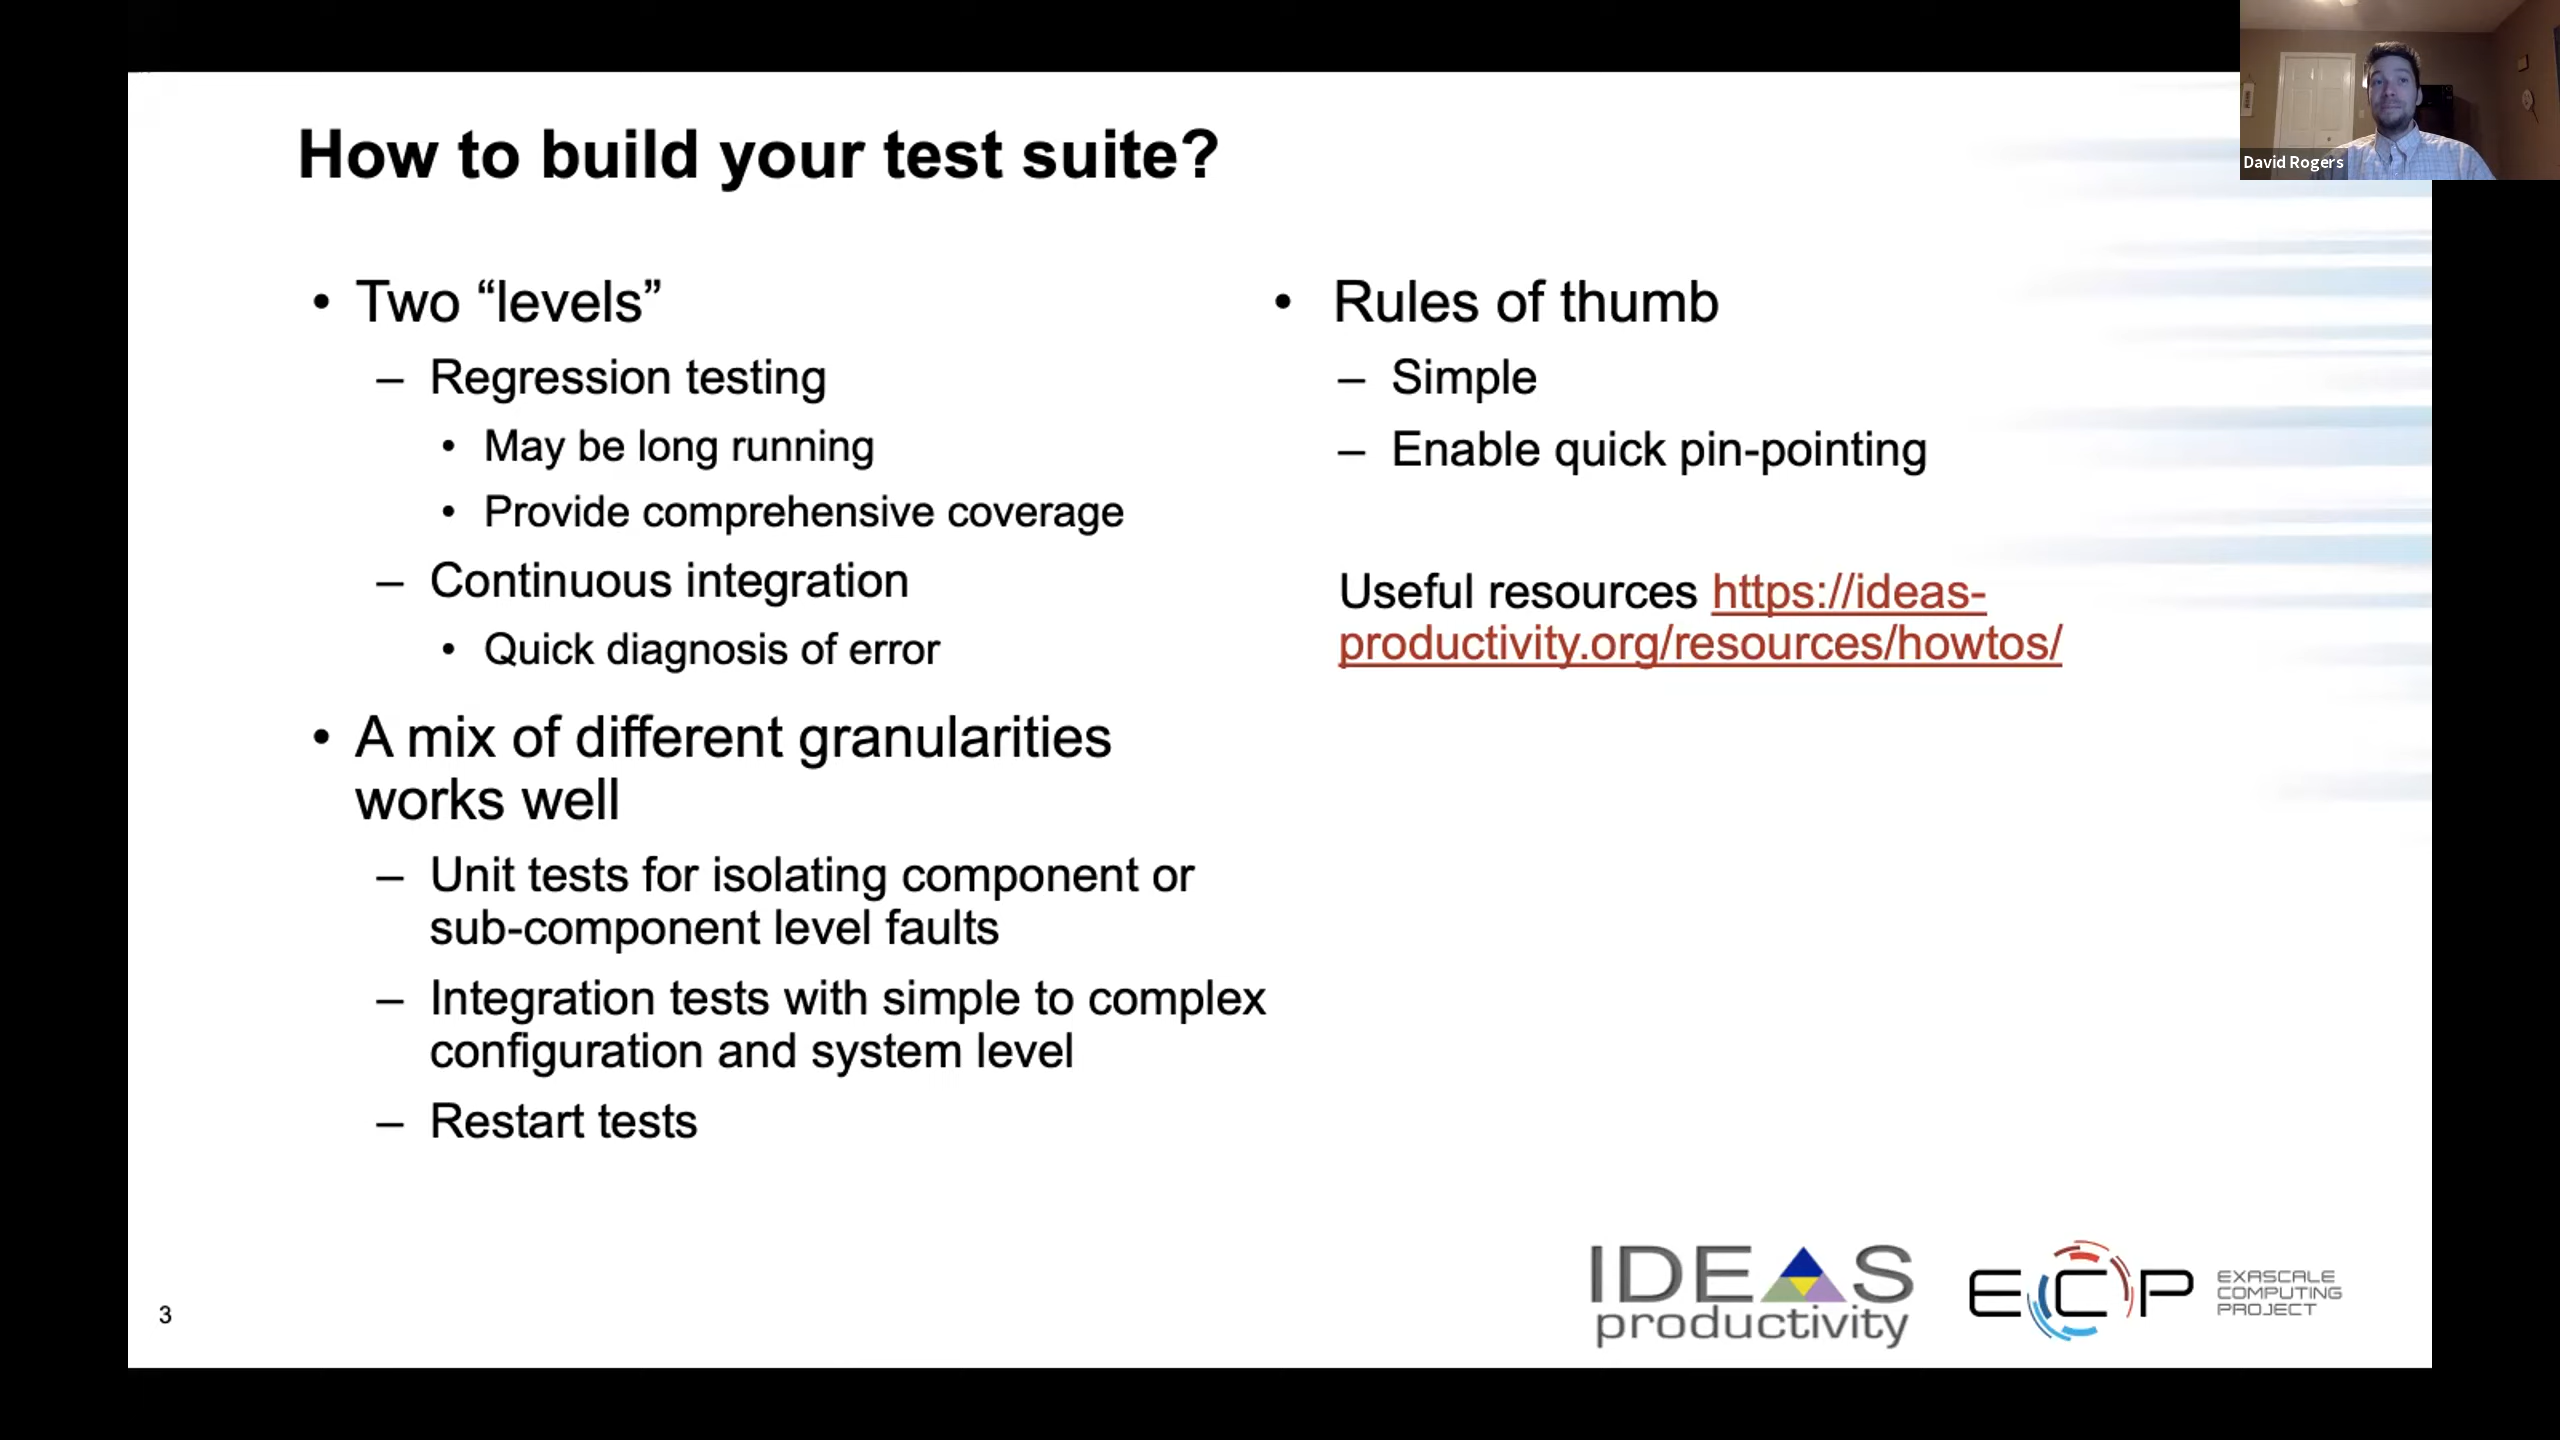 How to build your test suite?
• Two “levels”
– Regression testing
• May be long running
• Provide comprehensive coverage
– Continuous integration
• Quick diagnosis of error
• A mix of different granularities
works well
– Unit tests for isolating component or
sub-component level faults
– Integration tests with simple to complex
configuration and system level
– Restart tests
• Rules of thumb
– Simple
– Enable quick pin-pointing
Useful resources https://ideas-
productivity.org/resources/howtos/
David Rogers
3
IDEAS
productivity
ECP
EXASCALE
COMPUTING
PROJECT